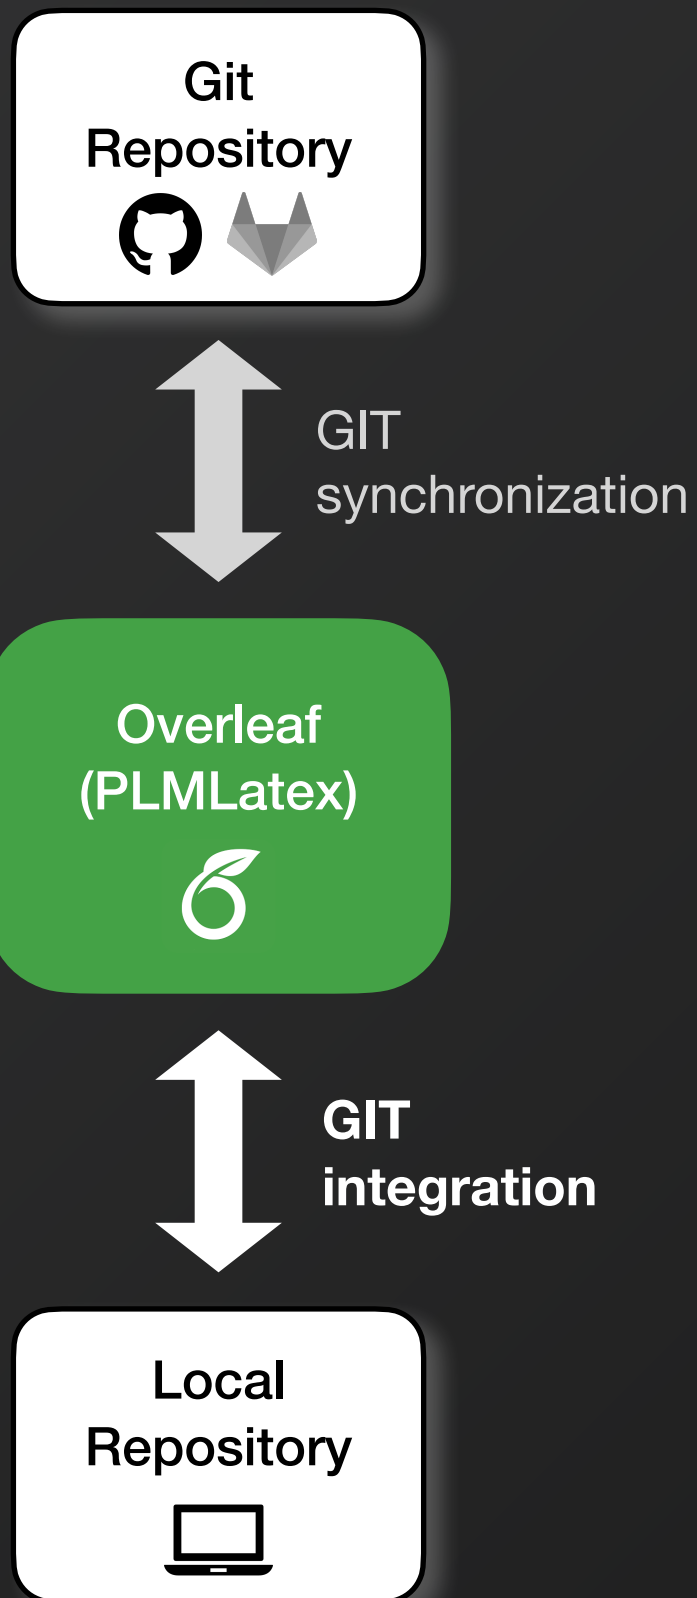 Git
Repository
GIT
synchronization
Overleaf
(PLMLatex)
GIT
integration
Local
Repository